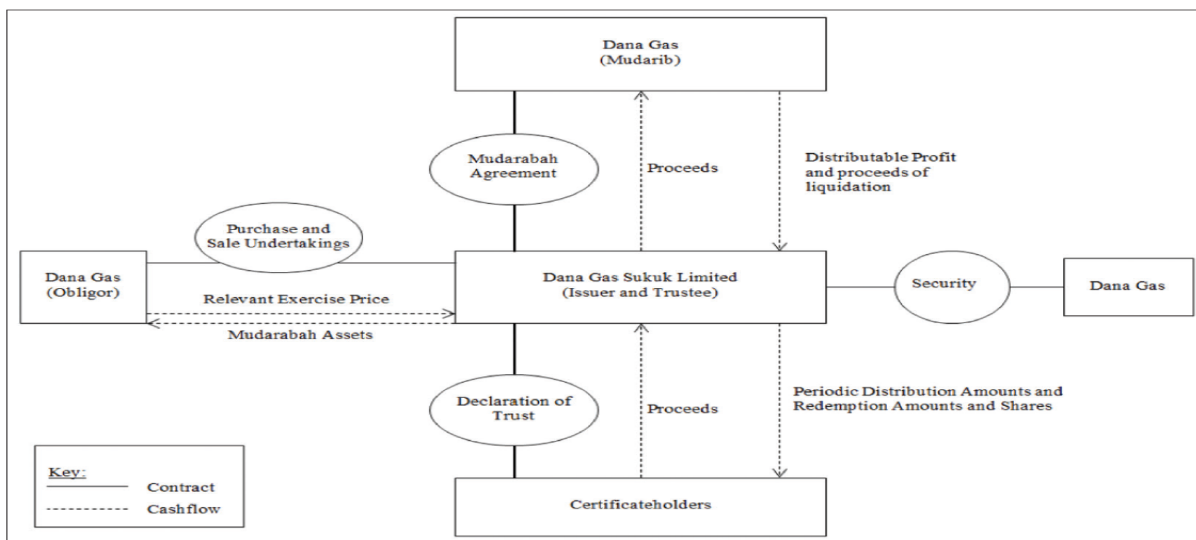 Dana Gas
(Mudarib)
Mudarabah
Agreement
Proceeds
Distributable Profit
and proceeds of
liquidation
Purchase and
Sale Undertakings
Dana Gas
(Obligor)
Relevant Exercise Price
Mudarabah Assets
Dana Gas Sukuk Limited
(Issuer and Trustee)
Security
Dana Gas
Declaration of
Trust
Proceeds
Periodic Distribution Amounts and
Redemption Amounts and Shares
Key:
Contract
Cashflow
Certificateholders